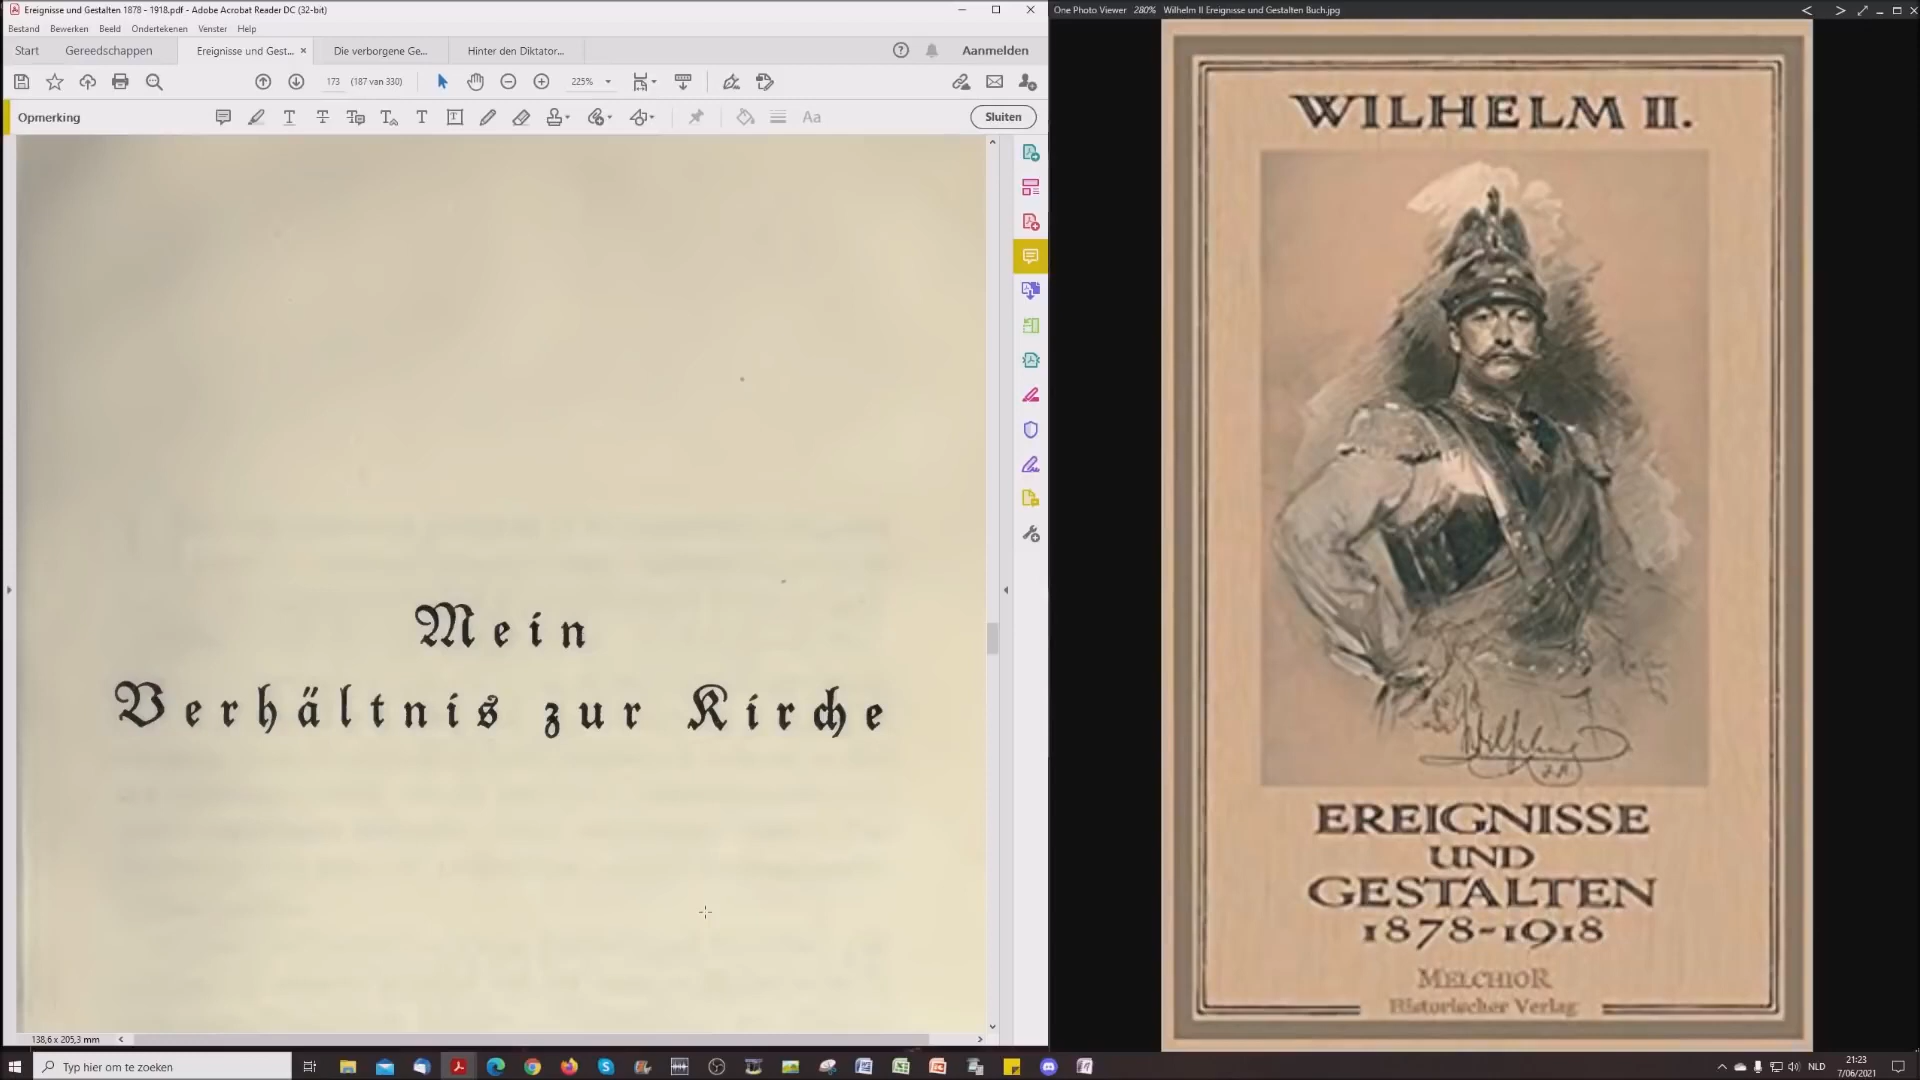 Ereignisse und Gestalten 1878 - 1918.pdf - Adobe Acrobat Reader DC (32-bit)
Bestand Bewerken Beeld Ondertekenen Venster Help
Start Gereedschappen Ereignisse und Gest... × Die verborgene Ge... Hinter den Diktator... Aanmelden
173 (187 van 330) 225%
Opmerking Aa Sluiten
Mein
Verhältnis zur Kirche
138,6 x 205,3 mm
One Photo Viewer 280% Wilhelm II Ereignisse und Gestalten Buch.jpg
WILHELM II.
EREIGNISSE
UND
GESTALTEN
1878-1918
MELCHIOR
Historischer Verlag
Typ hier om te zoeken
NLD
21:23
7/06/2021